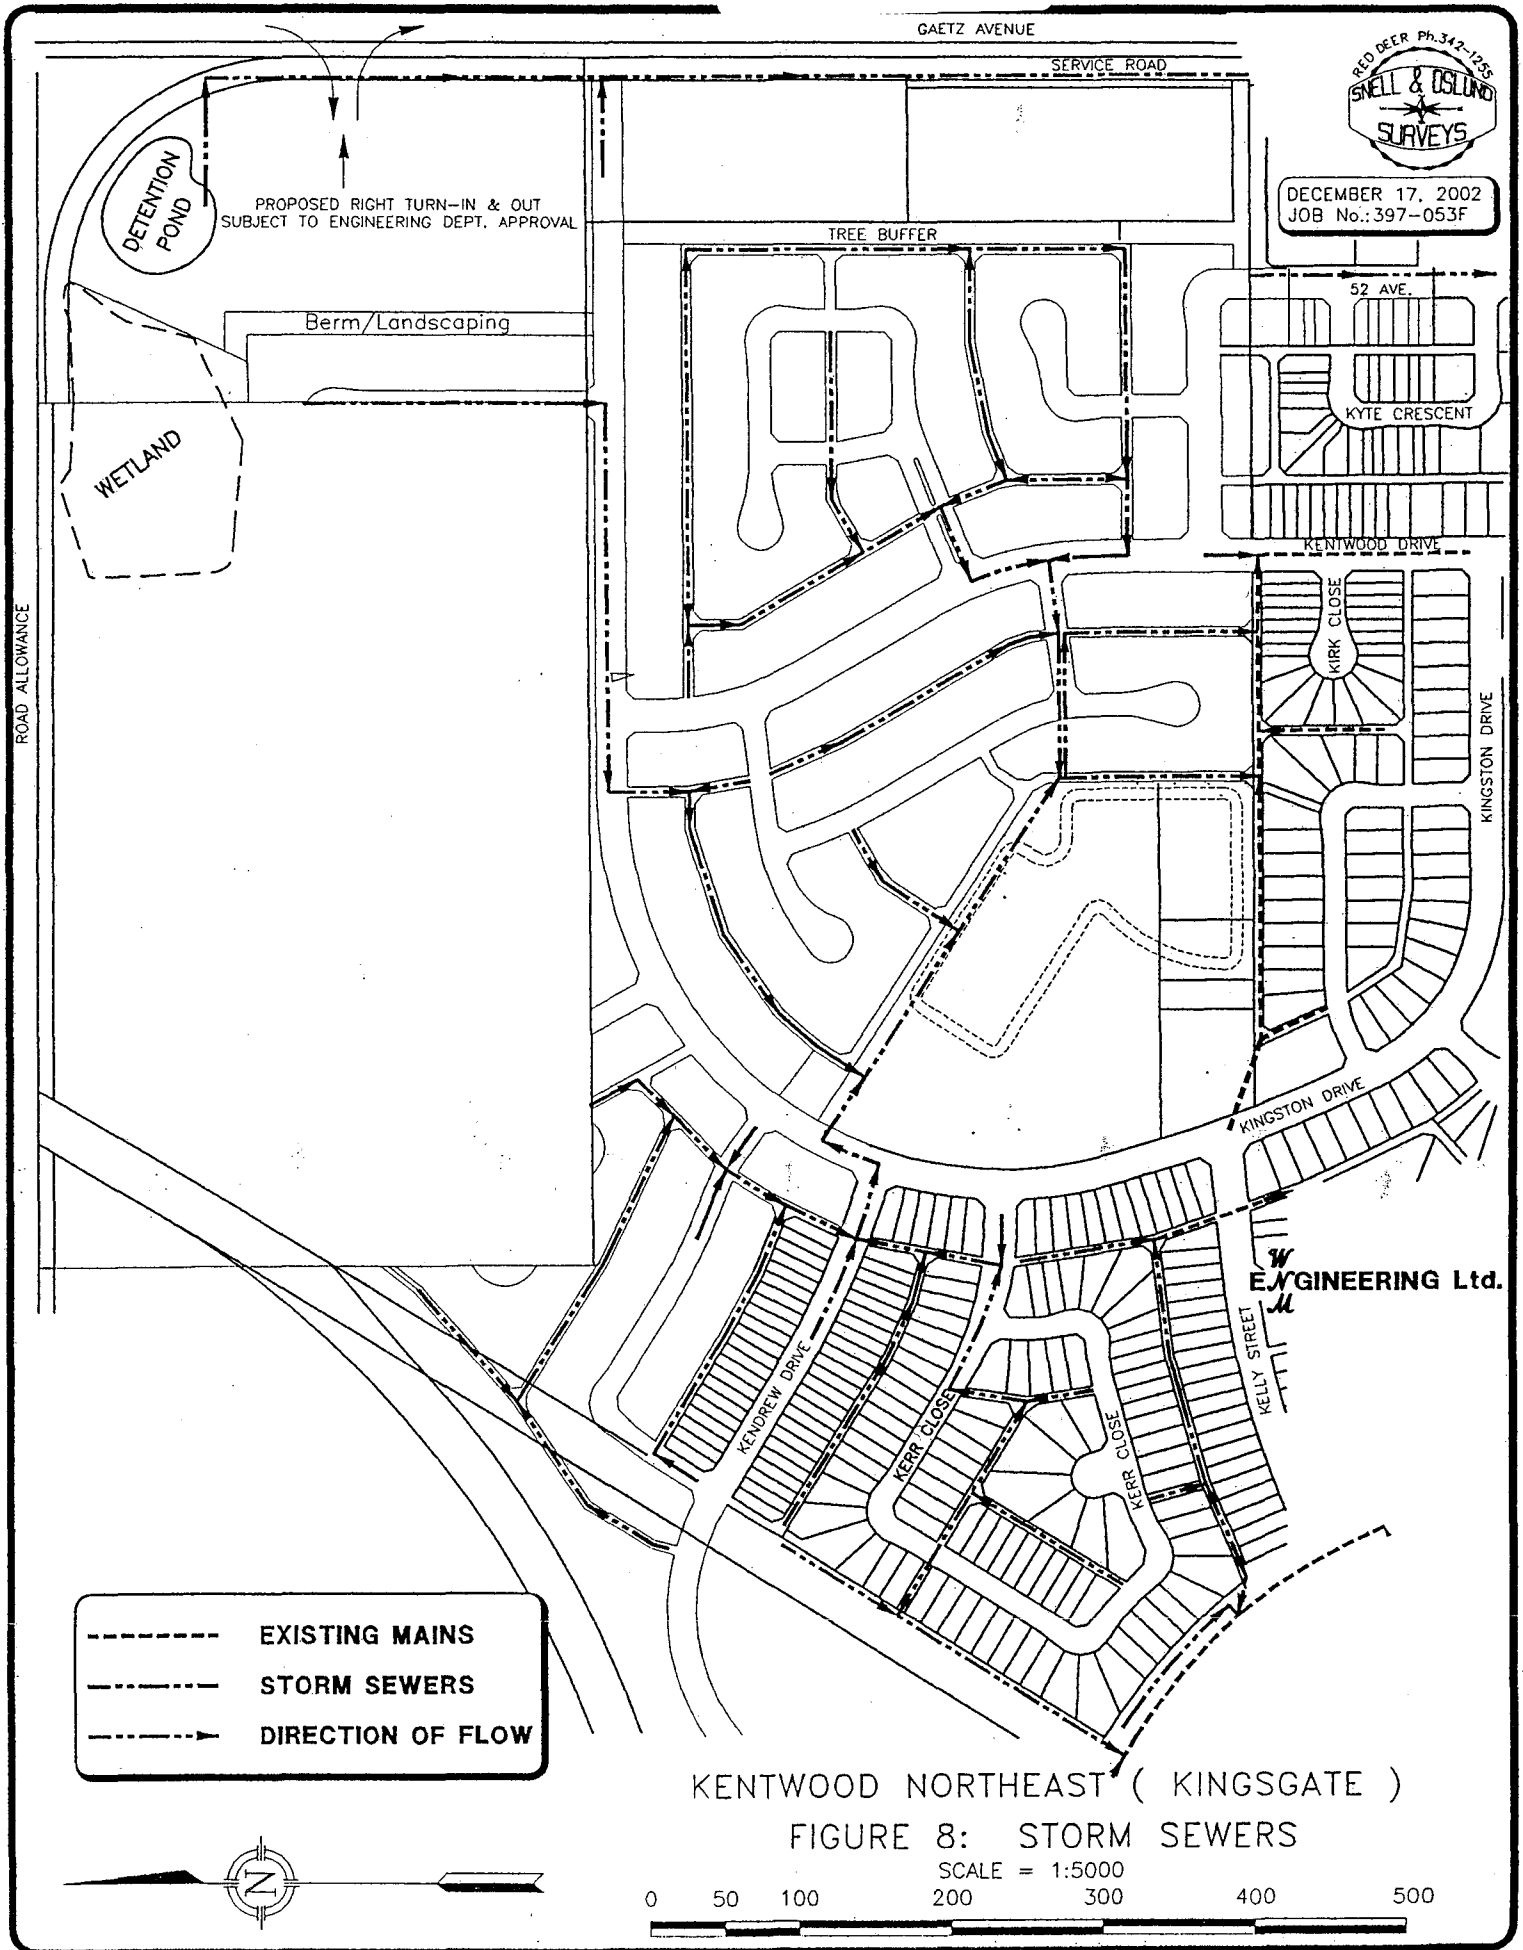 GAETZ AVENUE
SERVICE ROAD
RED DEER Ph.342-1255
SNELL & OSLUND
SURVEYS
DECEMBER 17, 2002
JOB No.:397-053F
DETENTION
POND
PROPOSED RIGHT TURN-IN & OUT
SUBJECT TO ENGINEERING DEPT. APPROVAL
TREE BUFFER
52 AVE.
Berm/Landscaping
KYTE CRESCENT
WETLAND
KENTWOOD DRIVE
KIRK CLOSE
ROAD ALLOWANCE
KINGSTON DRIVE
KINGSTON DRIVE
W
ENGINEERING Ltd.
M
KELLY STREET
KENDREW DRIVE
KERR CLOSE
KERR CLOSE
EXISTING MAINS
STORM SEWERS
DIRECTION OF FLOW
KENTWOOD NORTHEAST ( KINGSGATE )
FIGURE 8: STORM SEWERS
SCALE = 1:5000
N
0 50 100 200 300 400 500